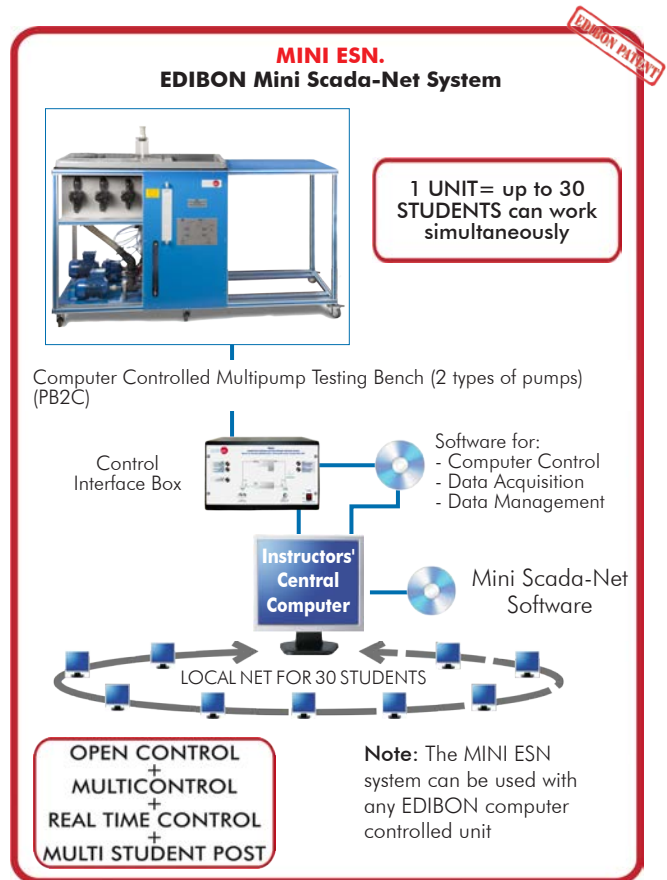 EDIBON PATENT
MINI ESN.
EDIBON Mini Scada-Net System
1 UNIT= up to 30
STUDENTS can work
simultaneously
Computer Controlled Multipump Testing Bench (2 types of pumps)
(PB2C)
Control
Interface Box
Software for:
- Computer Control
- Data Acquisition
- Data Management
Instructors'
Central
Computer
Mini Scada-Net
Software
LOCAL NET FOR 30 STUDENTS
OPEN CONTROL
+
MULTICONTROL
+
REAL TIME CONTROL
+
MULTI STUDENT POST
Note: The MINI ESN
system can be used with
any EDIBON computer
controlled unit